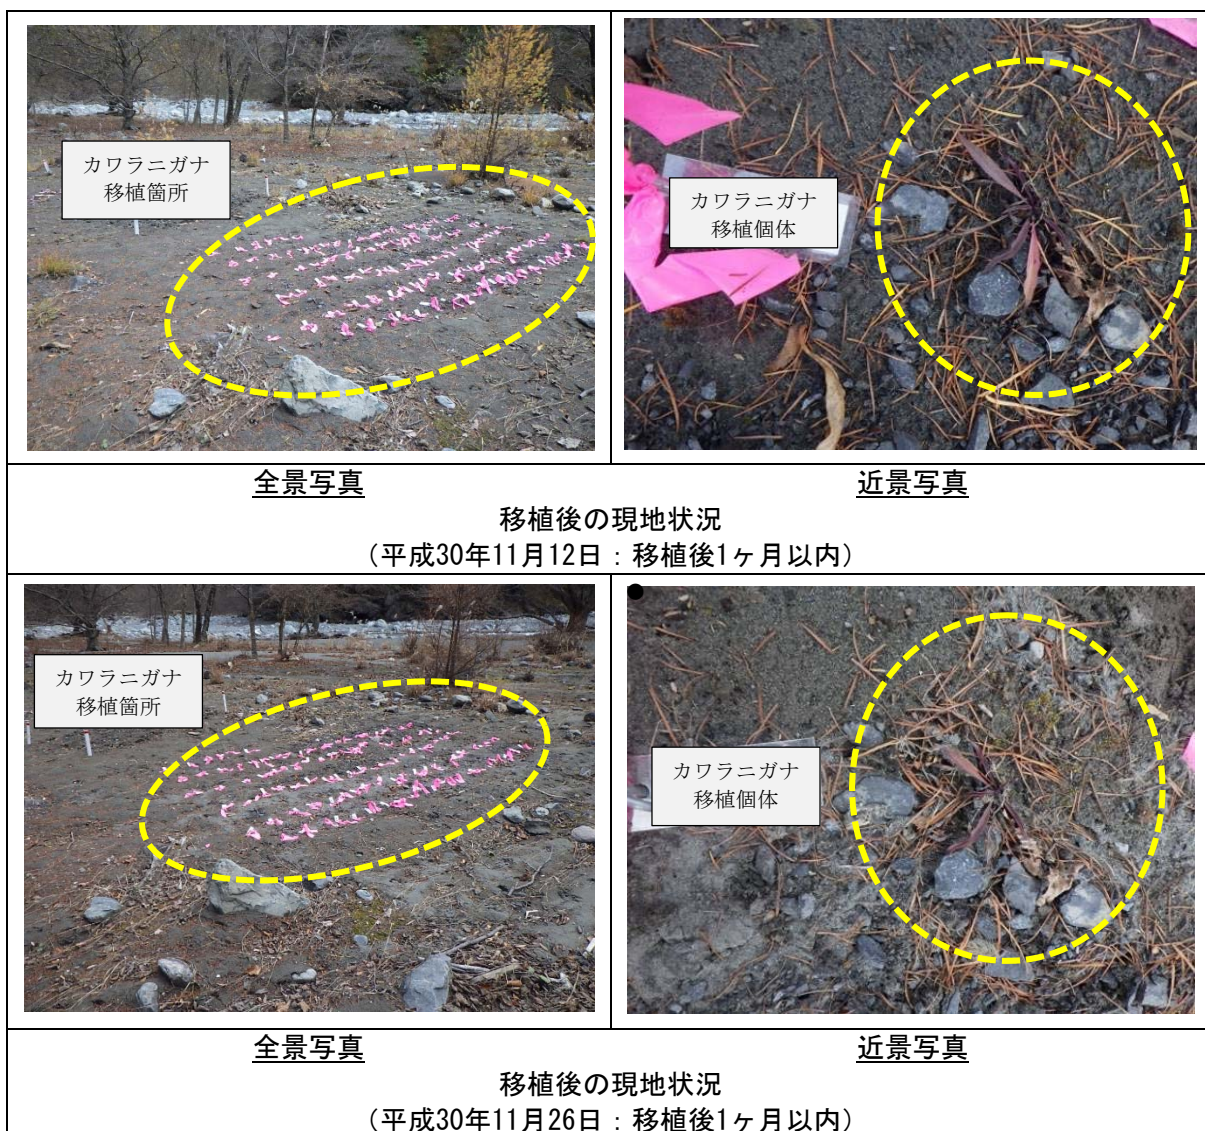 カワラニガナ
移植箇所
カワラニガナ
移植個体
全景写真
近景写真
移植後の現地状況
（平成30年11月12日：移植後1ヶ月以内）
カワラニガナ
移植箇所
カワラニガナ
移植個体
全景写真
近景写真
移植後の現地状況
（平成30年11月26日：移植後1ヶ月以内）